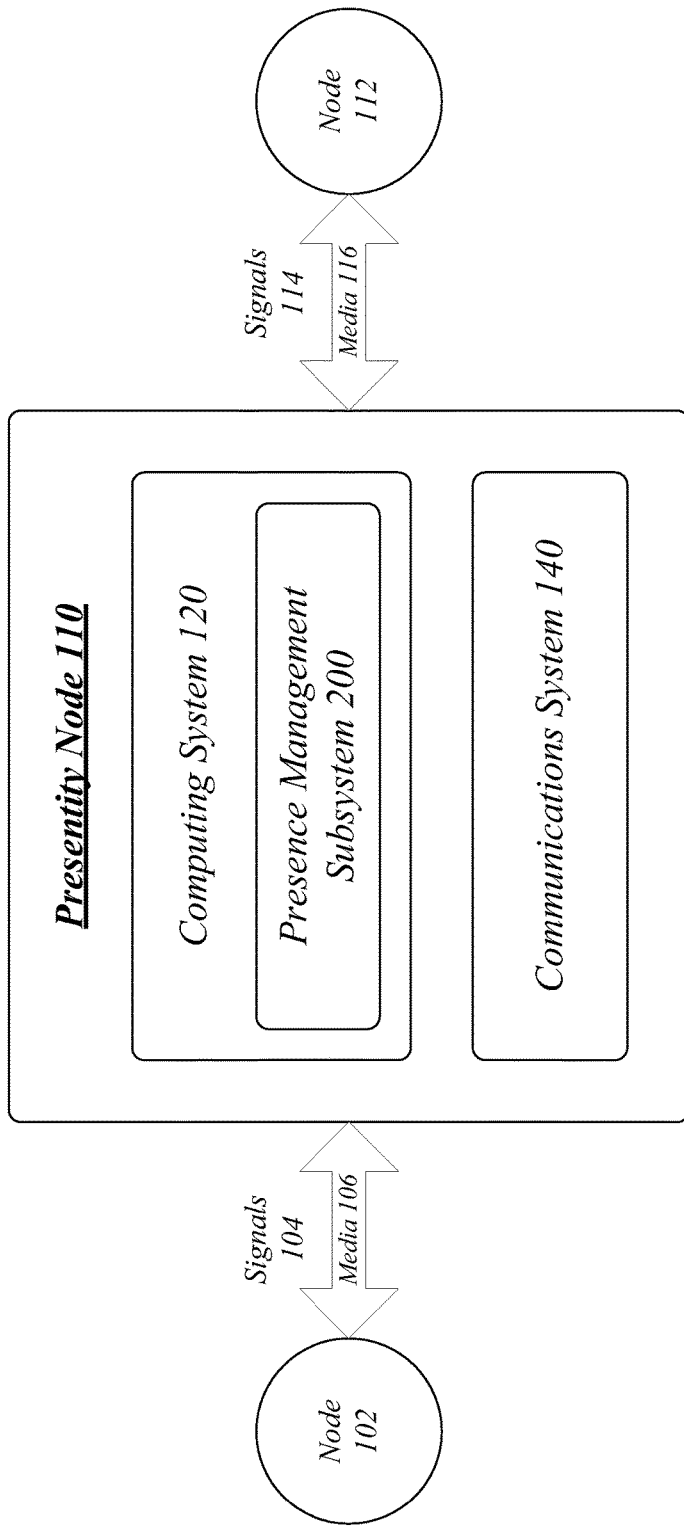 Presentity Node 110
Computing System 120
Presence Management
Subsystem 200
Communications System 140
Node
102
Signals
104
Media 106
Signals
114
Media 116
Node
112